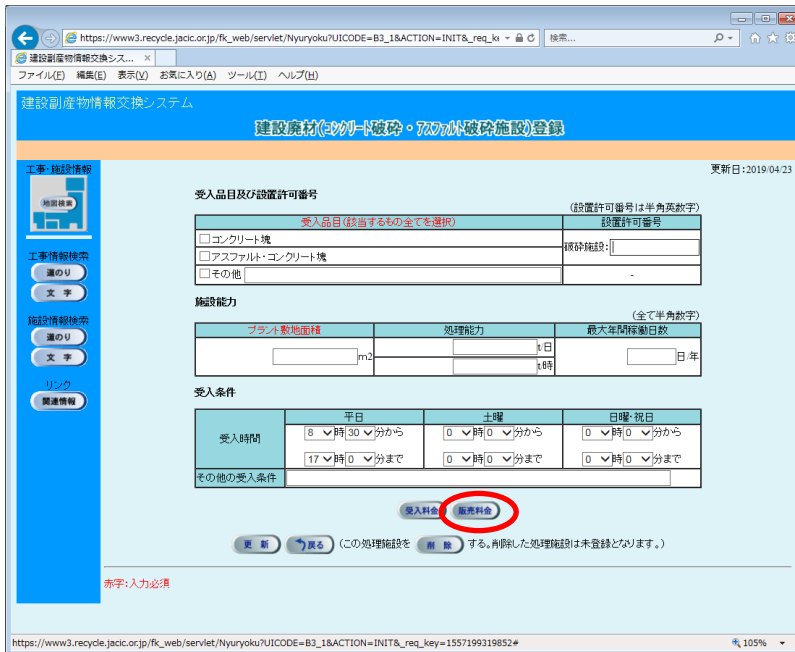 https://www3.recycle.jacic.or.jp/fk_web/servlet/Nyuryoku?UICODE=B3_1&ACTION=INIT&_req_k
検索...
建設副産物情報交換シス... ×
ファイル(F) 編集(E) 表示(V) お気に入り(A) ツール(T) ヘルプ(H)
建設副産物情報交換システム
建設廃材(コンクリート破砕・アスファルト破砕施設)登録
更新日:2019/04/23
工事・施設情報
地図検索
工事情報検索
道のり
文 字
施設情報検索
道のり
文 字
リンク
関連情報
受入品目及び設置許可番号
(設置許可番号は半角英数字)
受入品目(該当するもの全てを選択) 設置許可番号
コンクリート塊
破砕施設:
アスファルト・コンクリート塊
その他 -
施設能力
(全て半角数字)
プラント敷地面積 処理能力 最大年間稼働日数
m2 t/日 日/年
t/時
受入条件
平日 土曜 日曜・祝日
受入時間
8 時 30 分から 0 時 0 分から 0 時 0 分から
17 時 0 分まで 0 時 0 分まで 0 時 0 分まで
その他の受入条件
受入料金 販売料金
更 新 戻る (この処理施設を 削 除 する。削除した処理施設は未登録となります。)
赤字:入力必須
https://www3.recycle.jacic.or.jp/fk_web/servlet/Nyuryoku?UICODE=B3_1&ACTION=INIT&_req_key=1557199319852#
105%